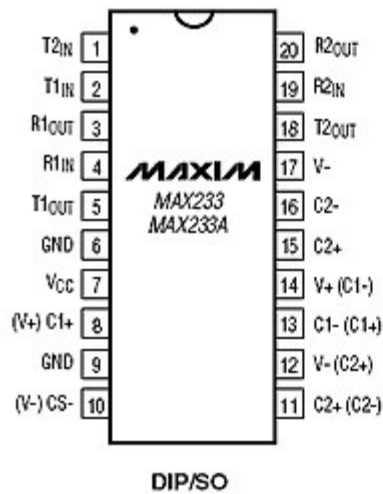 T2IN 1 20 R2OUT
T1IN 2 19 R2IN
R1OUT 3 18 T2OUT
R1IN 4 MAXIM 17 V-
T1OUT 5 MAX233 16 C2-
MAX233A
GND 6 15 C2+
VCC 7 14 V+ (C1-)
(V+) C1+ 8 13 C1- (C1+)
GND 9 12 V- (C2+)
(V-) CS- 10 11 C2+ (C2-)
DIP/SO